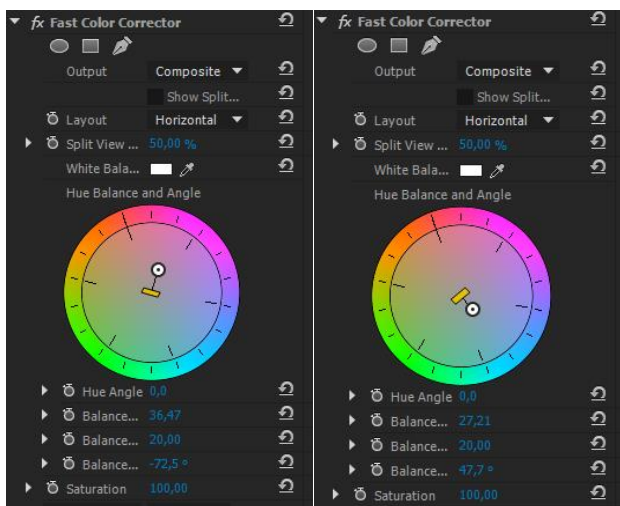 fx Fast Color Corrector
Output Composite
Show Split...
Layout Horizontal
Split View ... 50,00 %
White Bala...
Hue Balance and Angle
Hue Angle 0,0
Balance... 36,47
Balance... 20,00
Balance... -72,5 °
Saturation 100,00
fx Fast Color Corrector
Output Composite
Show Split...
Layout Horizontal
Split View ... 50,00 %
White Bala...
Hue Balance and Angle
Hue Angle 0,0
Balance... 27,21
Balance... 20,00
Balance... 47,7 °
Saturation 100,00